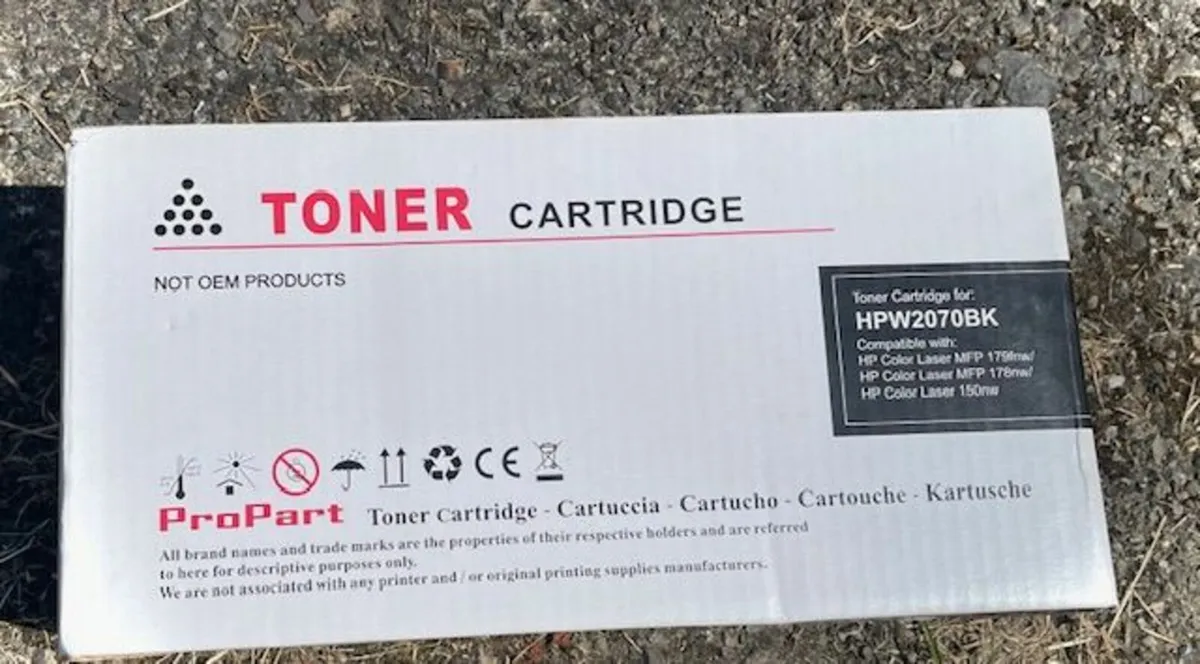 TONER CARTRIDGE
NOT OEM PRODUCTS
Toner Cartridge for:
HPW2070BK
Compatible with:
HP Color Laser MFP 179fnw/
HP Color Laser MFP 178nw/
HP Color Laser 150nw
CE
ProPart Toner Cartridge - Cartuccia - Cartucho - Cartouche - Kartusche
All brand names and trade marks are the properties of their respective holders and are referred
to here for descriptive purposes only.
We are not associated with any printer and / or original printing supplies manufacturers.